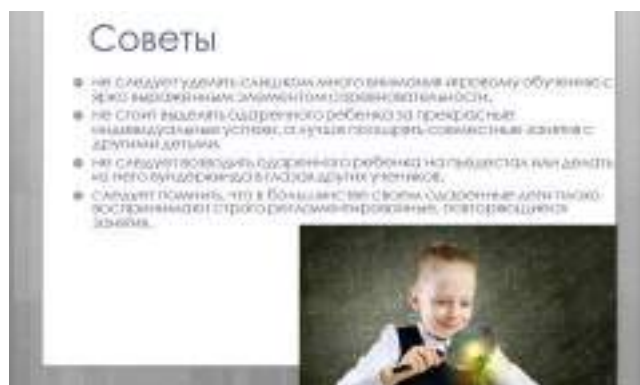 Советы
не следует уделять слишком много внимания игровому обучению с
ярко выраженным элементом соревновательности.
не стоит выделять одаренного ребенка за прекрасные
индивидуальные успехи, а лучше поощрять совместные занятия с
другими детьми.
не следует возводить одаренного ребенка на пьедестал или делать
из него вундеркинда в глазах других учеников.
следует помнить, что в большинстве своем одаренные дети плохо
воспринимают строго регламентированные, повторяющиеся
занятия.